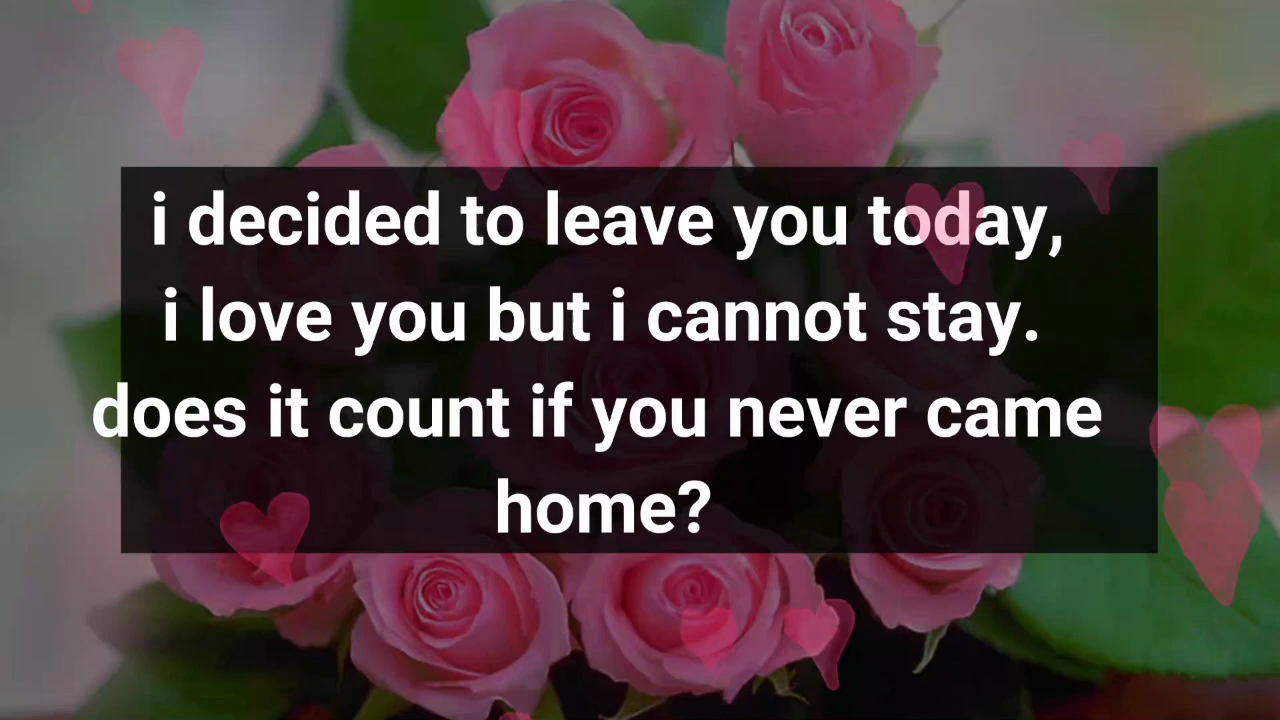 i decided to leave you today,
i love you but i cannot stay.
does it count if you never came
home?